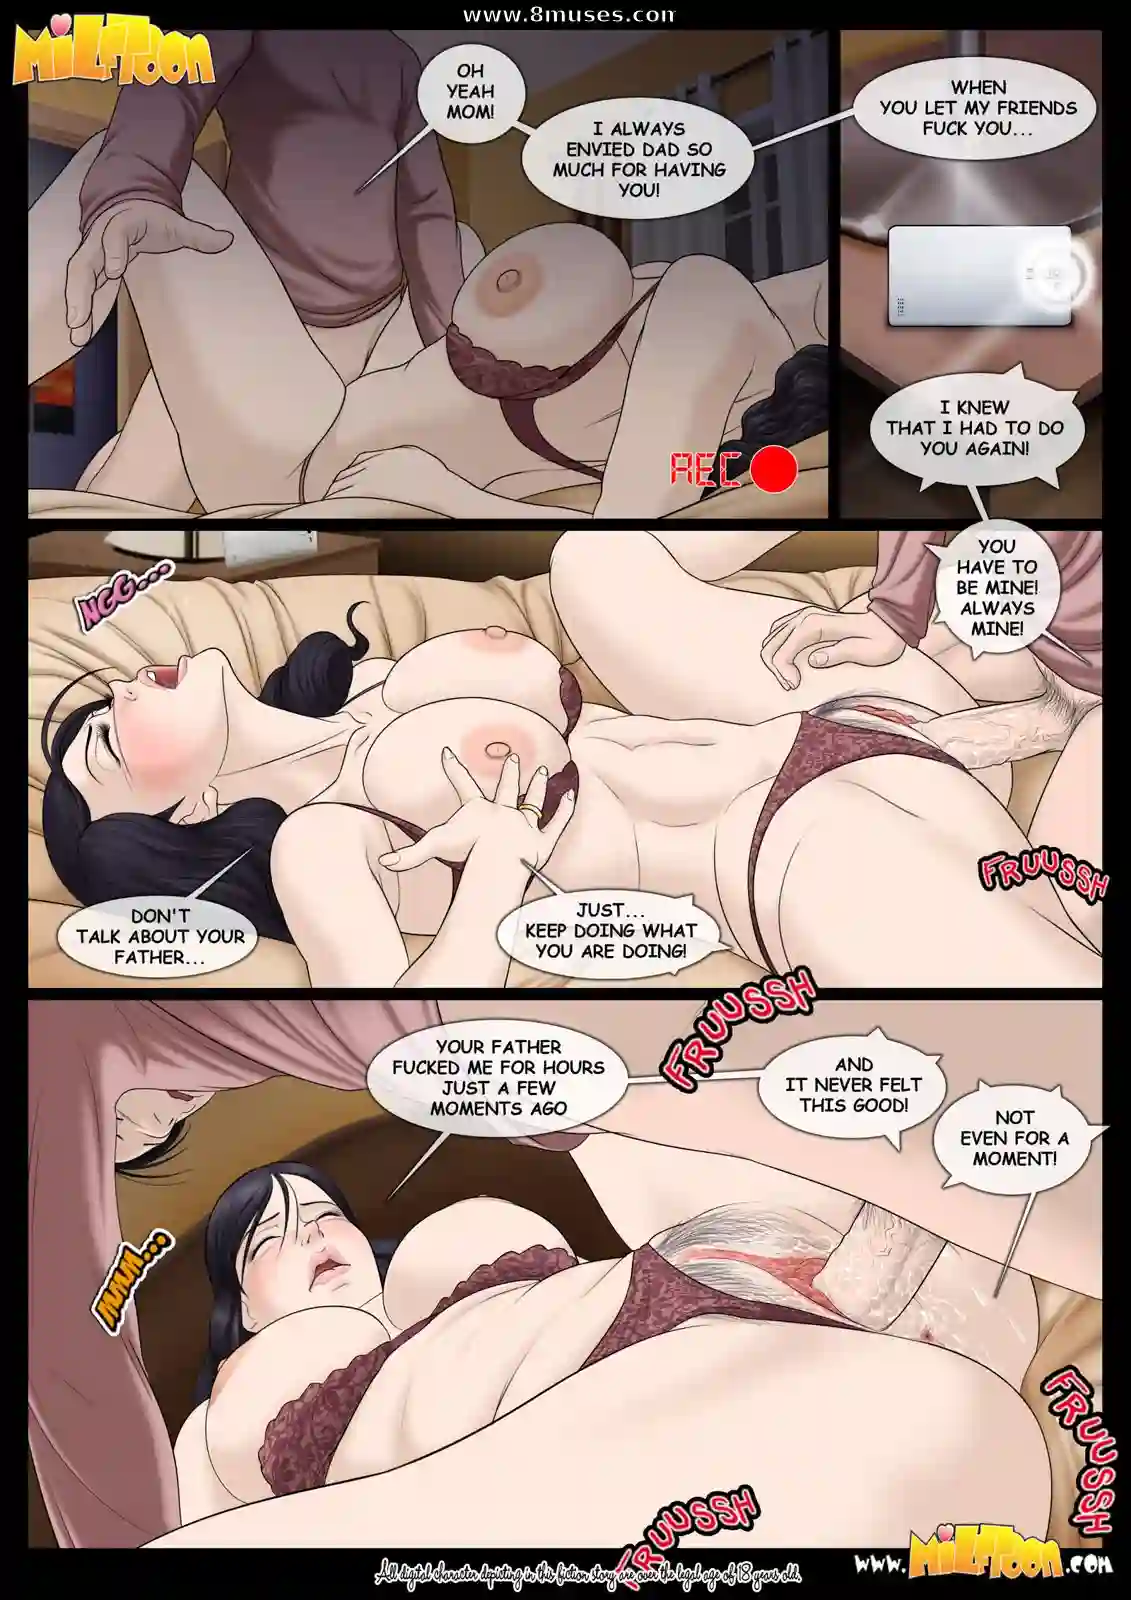 www.8muses.com
MILFTOON
OH
YEAH
MOM!
I ALWAYS
ENVIED DAD SO
MUCH FOR HAVING
YOU!
WHEN
YOU LET MY FRIENDS
FUCK YOU...
REC
I KNEW
THAT I HAD TO DO
YOU AGAIN!
YOU
HAVE TO
BE MINE!
ALWAYS
MINE!
NGG...
FRUUSSH
DON'T
TALK ABOUT YOUR
FATHER...
JUST...
KEEP DOING WHAT
YOU ARE DOING!
FRUUSSH
YOUR FATHER
FUCKED ME FOR HOURS
JUST A FEW
MOMENTS AGO
AND
IT NEVER FELT
THIS GOOD!
NOT
EVEN FOR A
MOMENT!
MMM...
FRUUSSH
FRUUSSH
www.MILFTOON.com
All digital character depicting in this fiction story are over the legal age of 18 years old.